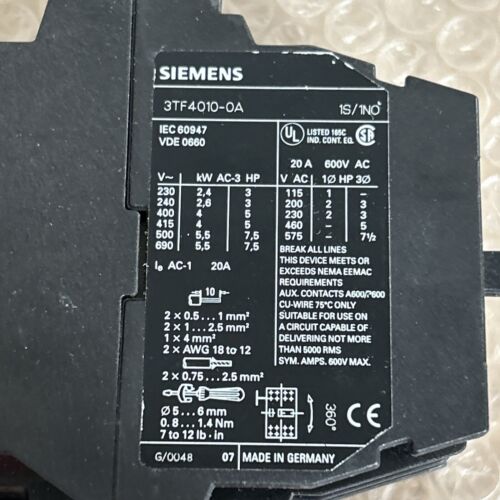 SIEMENS
3TF4010-0A 1S/1NO
IEC 60947
VDE 0660
V~ kW AC-3 HP
230 2,4 3
240 2,6 3
400 4 5
415 4 5
500 5,5 7,5
690 5,5 7,5
Ie AC-1 20A
10
2 × 0.5...1 mm²
2 × 1...2.5 mm²
1 × 4 mm²
2 × AWG 18 to 12
2 × 0.75...2.5 mm²
Ø 5...6 mm
0.8...1.4 Nm
7 to 12 lb·in
G/0048 07
UL LISTED 165C
IND. CONT. EQ. SA
20 A 600V AC
V AC 1Ø HP 3Ø
115 1 -
200 2 3
230 2 3
460 - 5
575 - 7½
BREAK ALL LINES
THIS DEVICE MEETS OR
EXCEEDS NEMA EEMAC
REQUIREMENTS
AUX. CONTACTS A600/P600
CU-WIRE 75°C ONLY
SUITABLE FOR USE ON
A CIRCUIT CAPABLE OF
DELIVERING NOT MORE
THAN 5000 RMS
SYM. AMPS. 600V MAX.
360°
CE
MADE IN GERMANY